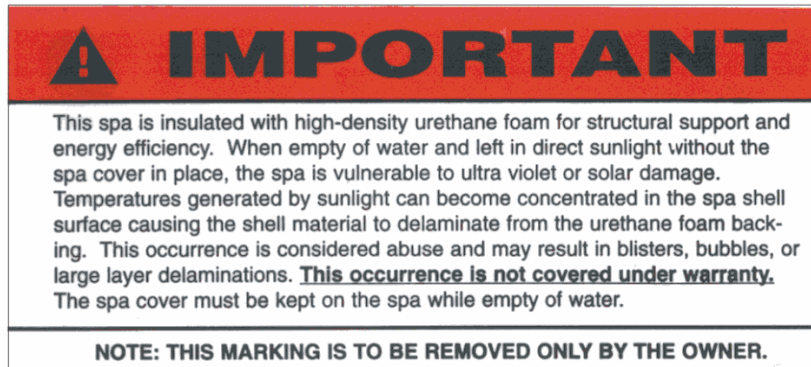 IMPORTANT
This spa is insulated with high-density urethane foam for structural support and
energy efficiency.  When empty of water and left in direct sunlight without the
spa cover in place, the spa is vulnerable to ultra violet or solar damage.
Temperatures generated by sunlight can become concentrated in the spa shell
surface causing the shell material to delaminate from the urethane foam back-
ing.  This occurrence is considered abuse and may result in blisters, bubbles, or
large layer delaminations. This occurrence is not covered under warranty.
The spa cover must be kept on the spa while empty of water.
NOTE: THIS MARKING IS TO BE REMOVED ONLY BY THE OWNER.